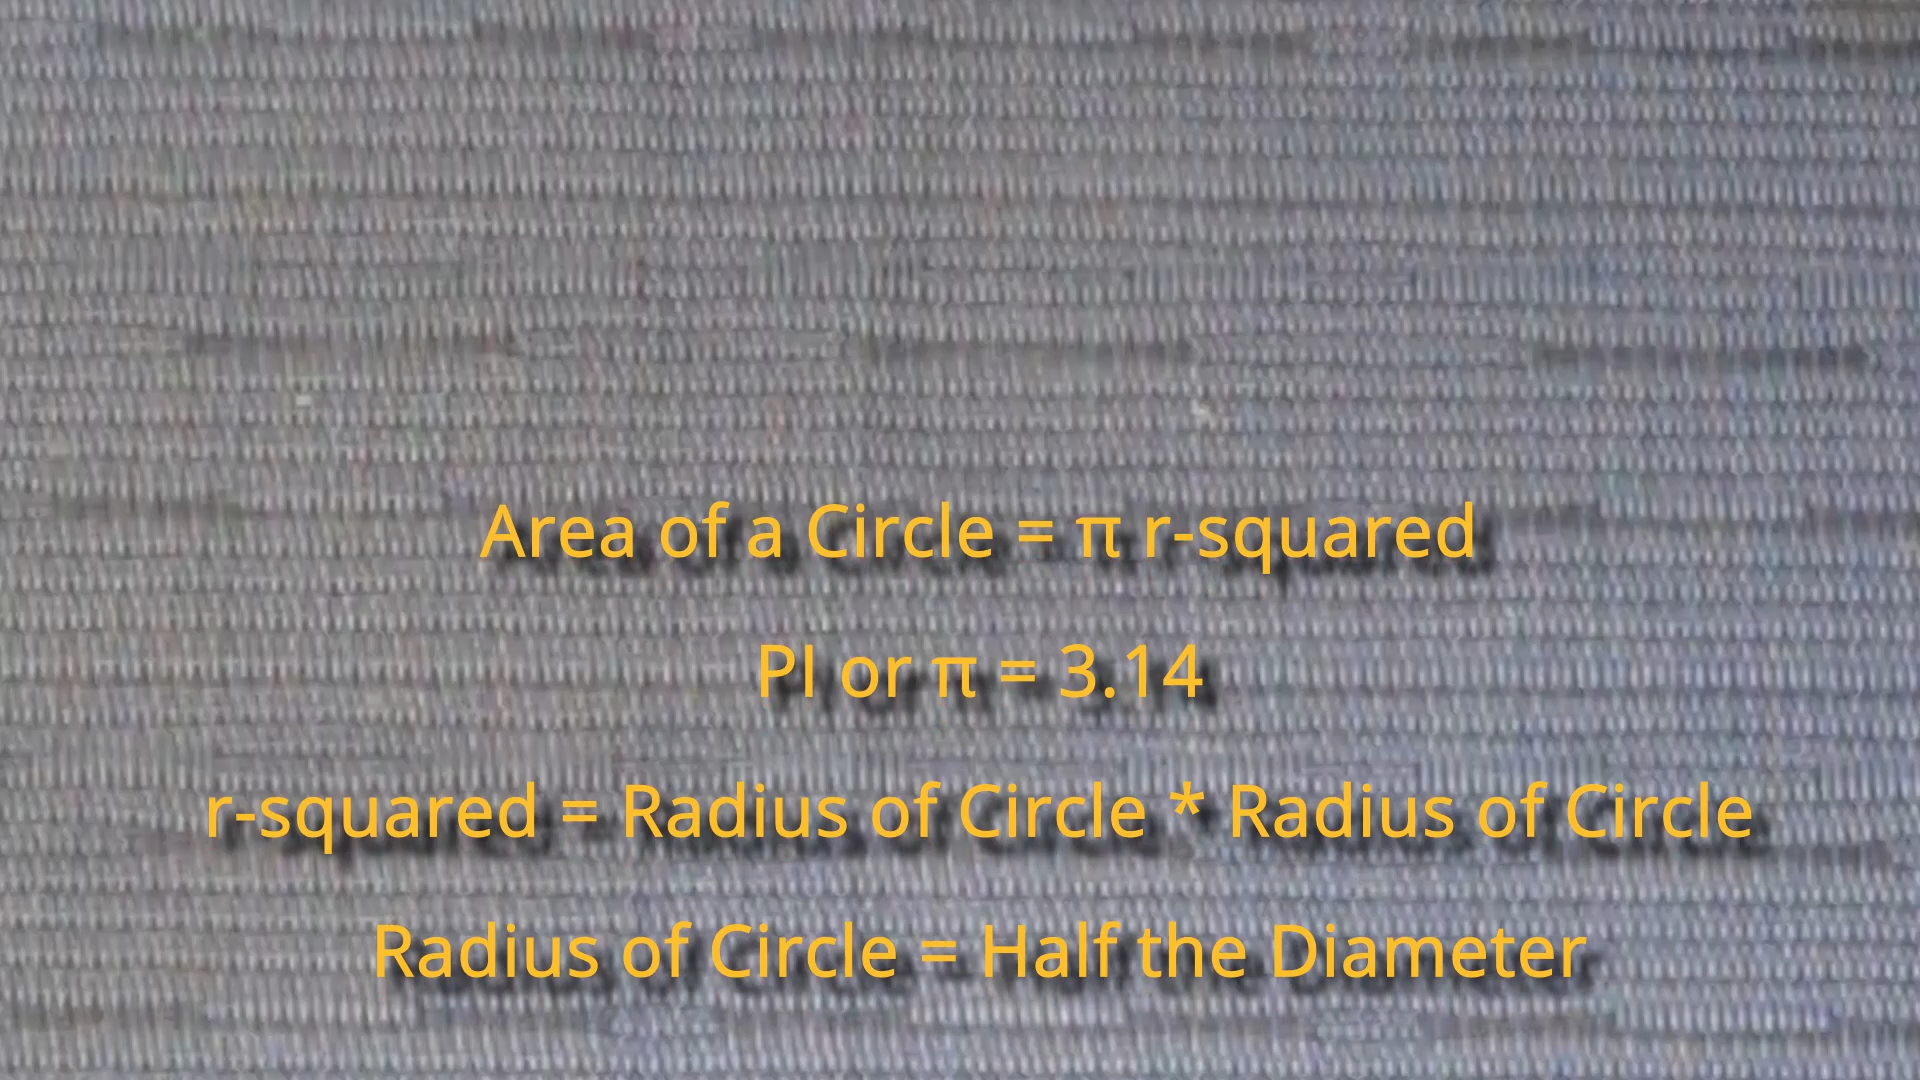 Area of a Circle = π r-squared
PI or π = 3.14
r-squared = Radius of Circle * Radius of Circle
Radius of Circle = Half the Diameter